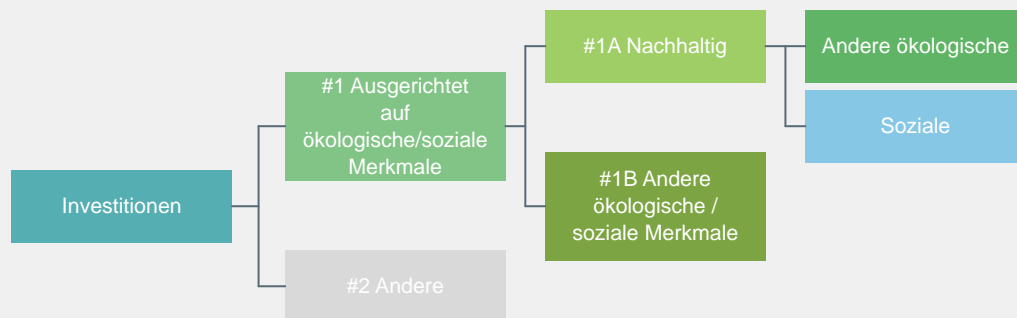 Investitionen
#1 Ausgerichtet
auf
ökologische/soziale
Merkmale
#2 Andere
#1A Nachhaltig
#1B Andere
ökologische /
soziale Merkmale
Andere ökologische
Soziale